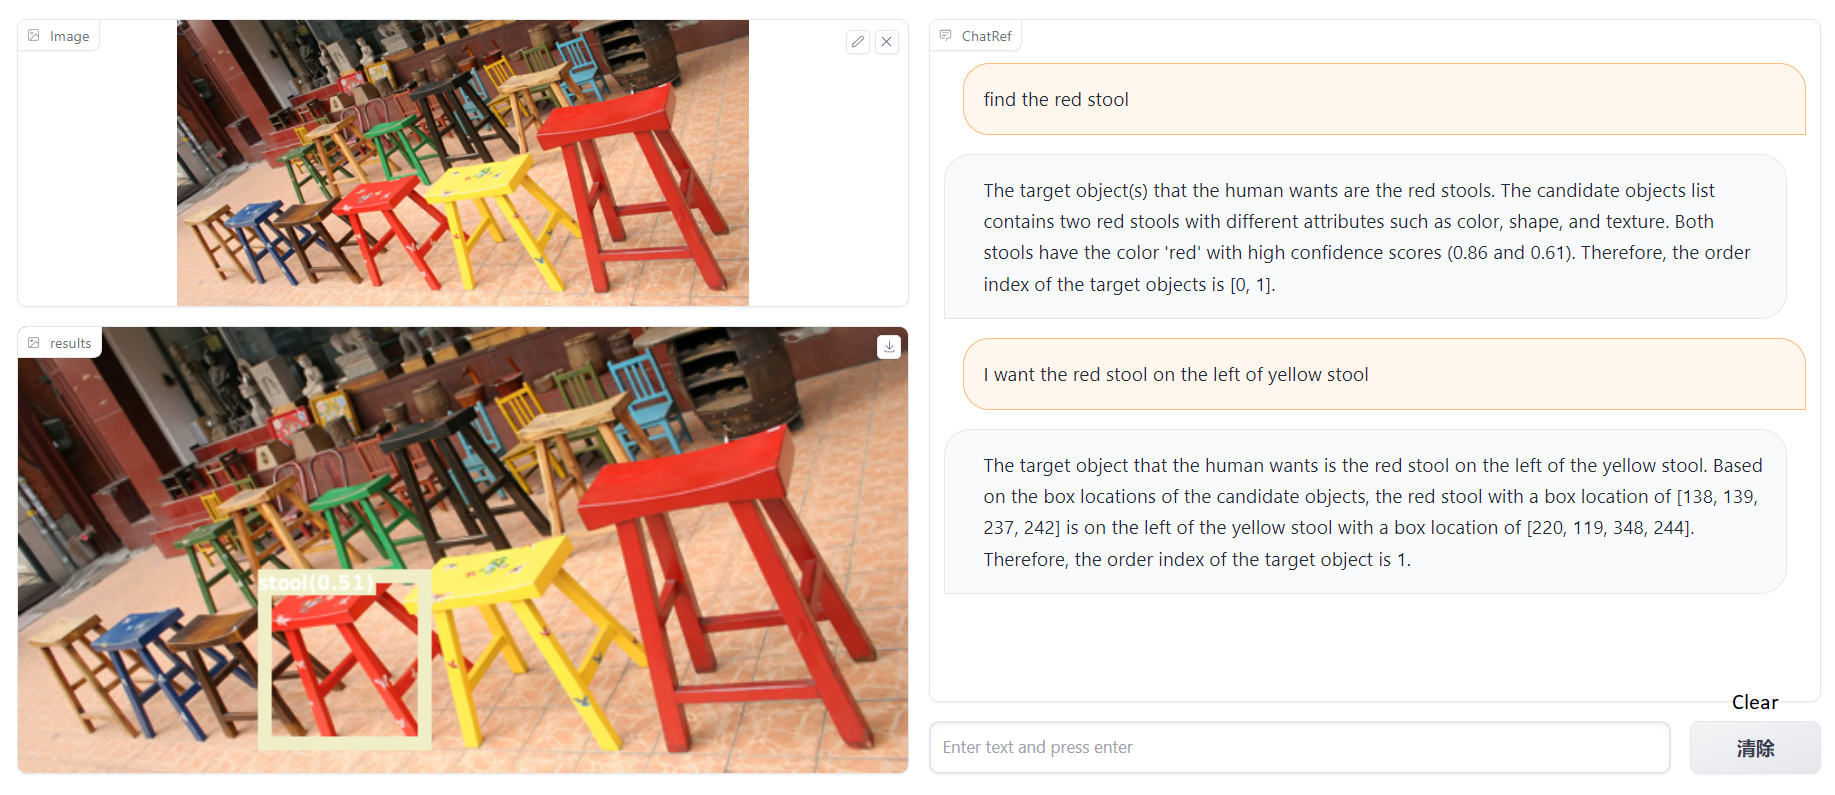 Image
results
stool(0.51)
ChatRef
find the red stool
The target object(s) that the human wants are the red stools. The candidate objects list
contains two red stools with different attributes such as color, shape, and texture. Both
stools have the color 'red' with high confidence scores (0.86 and 0.61). Therefore, the order
index of the target objects is [0, 1].
I want the red stool on the left of yellow stool
The target object that the human wants is the red stool on the left of the yellow stool. Based
on the box locations of the candidate objects, the red stool with a box location of [138, 139,
237, 242] is on the left of the yellow stool with a box location of [220, 119, 348, 244].
Therefore, the order index of the target object is 1.
Clear
Enter text and press enter
清除